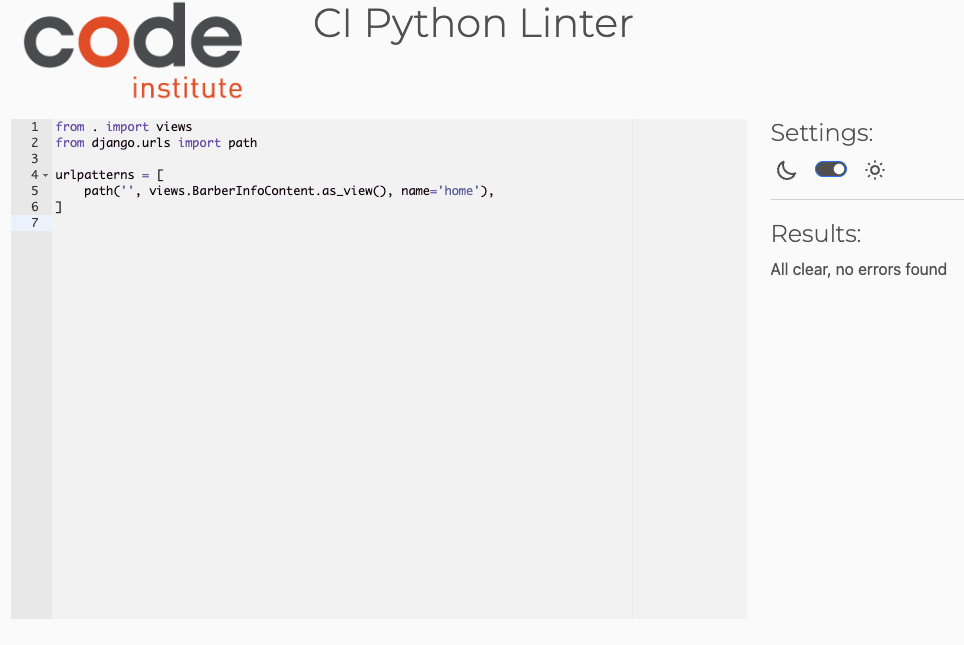 code
institute
CI Python Linter
1 from . import views
2 from django.urls import path
3
4 urlpatterns = [
5     path('', views.BarberInfoContent.as_view(), name='home'),
6 ]
7
Settings:
Results:
All clear, no errors found